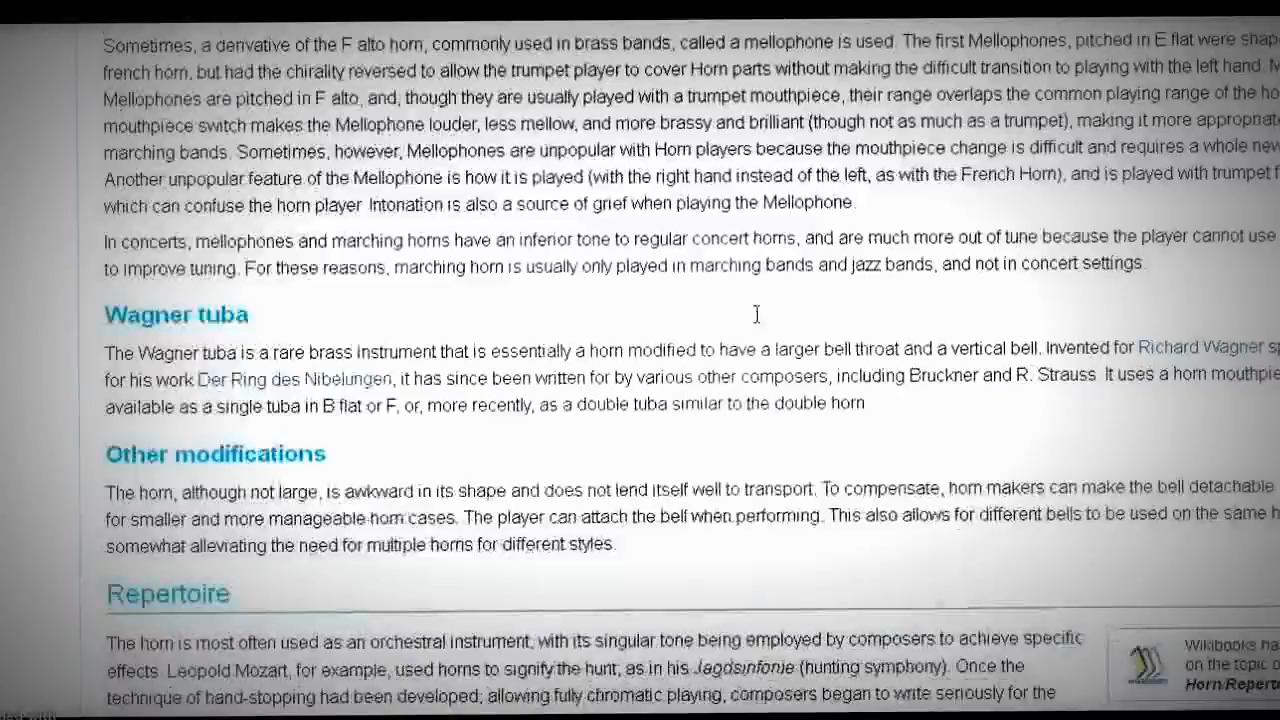 Sometimes, a derivative of the F alto horn, commonly used in brass bands, called a mellophone is used. The first Mellophones, pitched in E flat were shap
french horn, but had the chirality reversed to allow the trumpet player to cover Horn parts without making the difficult transition to playing with the left hand. M
Mellophones are pitched in F alto, and, though they are usually played with a trumpet mouthpiece, their range overlaps the common playing range of the ho
mouthpiece switch makes the Mellophone louder, less mellow, and more brassy and brilliant (though not as much as a trumpet), making it more appropriat
marching bands. Sometimes, however, Mellophones are unpopular with Horn players because the mouthpiece change is difficult and requires a whole new
Another unpopular feature of the Mellophone is how it is played (with the right hand instead of the left, as with the French Horn), and is played with trumpet f
which can confuse the horn player. Intonation is also a source of grief when playing the Mellophone.
In concerts, mellophones and marching horns have an inferior tone to regular concert horns, and are much more out of tune because the player cannot use
to improve tuning. For these reasons, marching horn is usually only played in marching bands and jazz bands, and not in concert settings.
Wagner tuba
The Wagner tuba is a rare brass instrument that is essentially a horn modified to have a larger bell throat and a vertical bell. Invented for Richard Wagner sp
for his work Der Ring des Nibelungen, it has since been written for by various other composers, including Bruckner and R. Strauss. It uses a horn mouthpie
available as a single tuba in B flat or F, or, more recently, as a double tuba similar to the double horn
Other modifications
The horn, although not large, is awkward in its shape and does not lend itself well to transport. To compensate, horn makers can make the bell detachable
for smaller and more manageable horn cases. The player can attach the bell when performing. This also allows for different bells to be used on the same h
somewhat alleviating the need for multiple horns for different styles.
Repertoire
The horn is most often used as an orchestral instrument, with its singular tone being employed by composers to achieve specific
effects. Leopold Mozart, for example, used horns to signify the hunt, as in his Jagdsinfonie (hunting symphony). Once the
technique of hand-stopping had been developed, allowing fully chromatic playing, composers began to write seriously for the
Wikibooks ha
on the topic o
Horn/Reperto